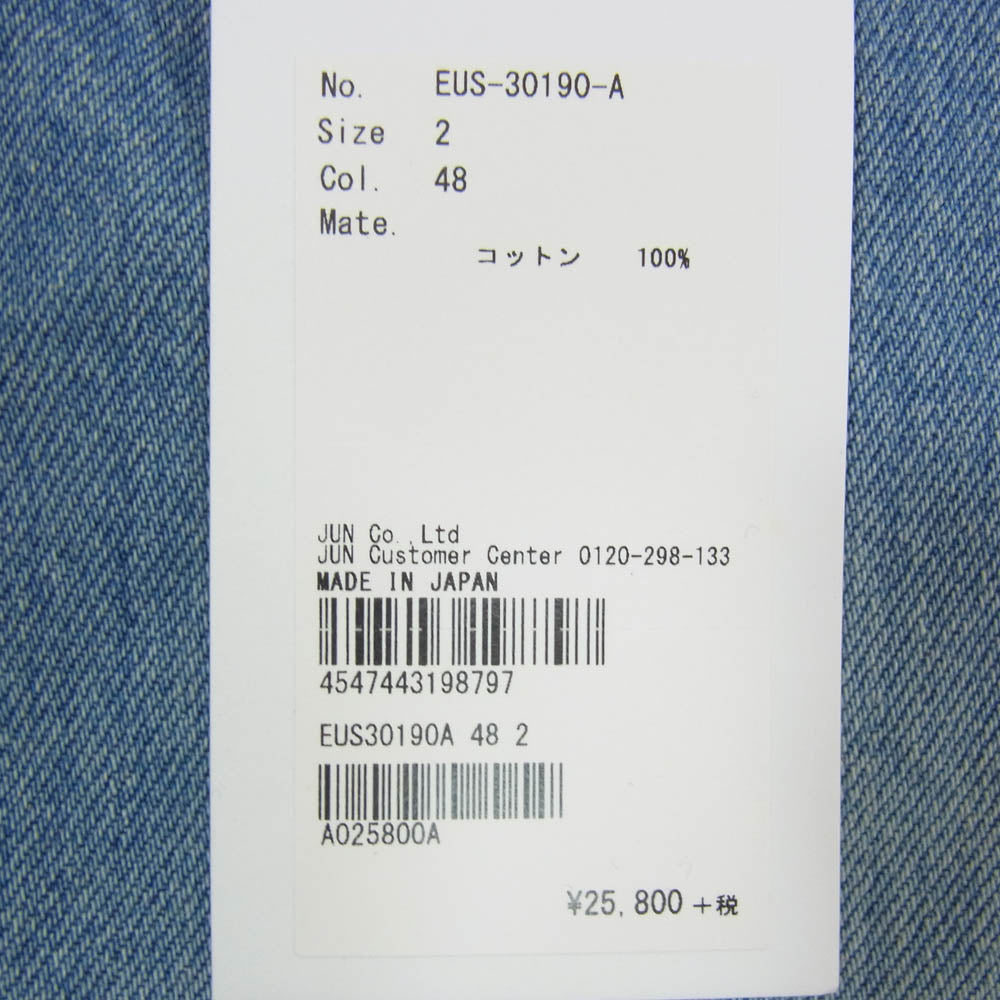 No. EUS-30190-A
Size 2
Col. 48
Mate.
コットン 100%
JUN Co.,Ltd
JUN Customer Center 0120-298-133
MADE IN JAPAN
4547443198797
EUS30190A 48 2
A025800A
¥25,800+税